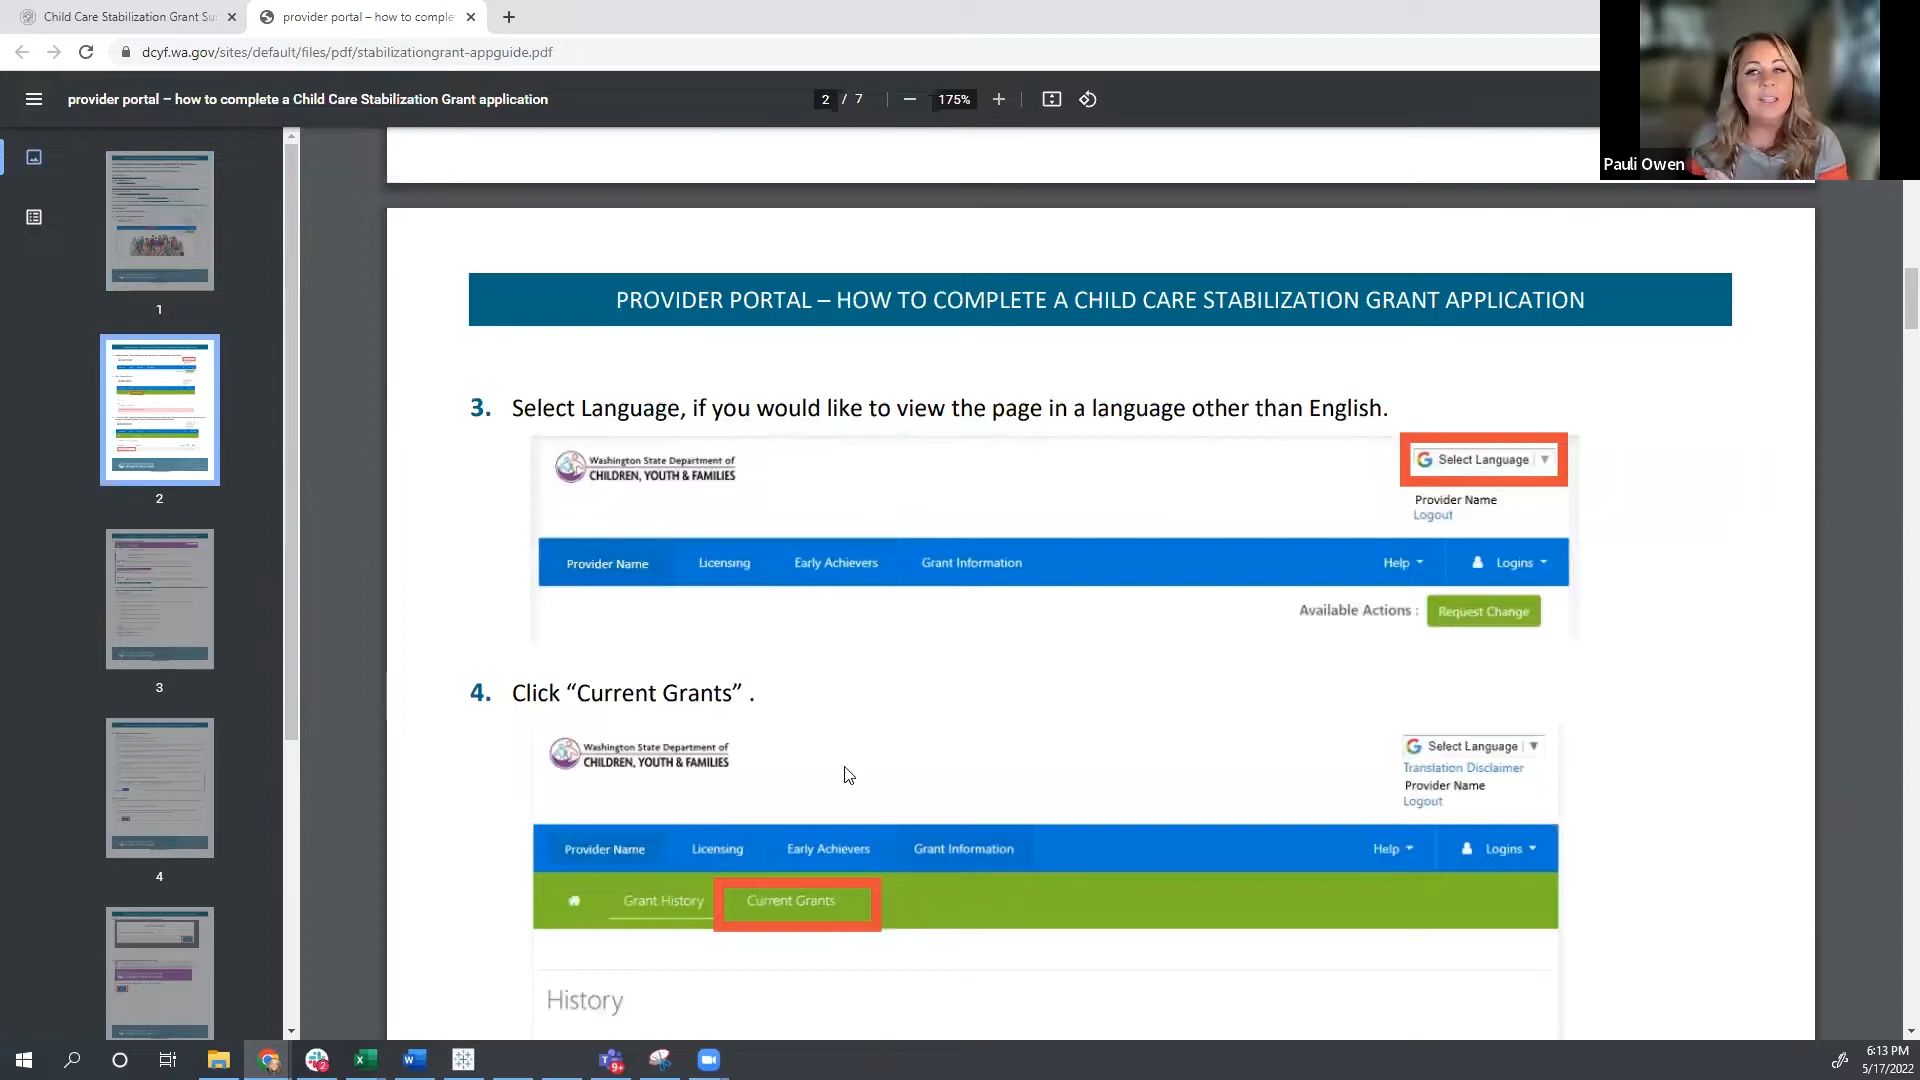 Child Care Stabilization Grant Su
provider portal – how to comple
dcyf.wa.gov/sites/default/files/pdf/stabilizationgrant-appguide.pdf
provider portal – how to complete a Child Care Stabilization Grant application
2 / 7
175%
Pauli Owen
1
2
3
4
PROVIDER PORTAL – HOW TO COMPLETE A CHILD CARE STABILIZATION GRANT APPLICATION
3. Select Language, if you would like to view the page in a language other than English.
Washington State Department of
CHILDREN, YOUTH & FAMILIES
Select Language
Provider Name
Logout
Provider Name Licensing Early Achievers Grant Information Help Logins
Available Actions : Request Change
4. Click “Current Grants” .
Washington State Department of
CHILDREN, YOUTH & FAMILIES
Select Language
Translation Disclaimer
Provider Name
Logout
Provider Name Licensing Early Achievers Grant Information Help Logins
Grant History Current Grants
History
2
9+
6:13 PM
5/17/2022